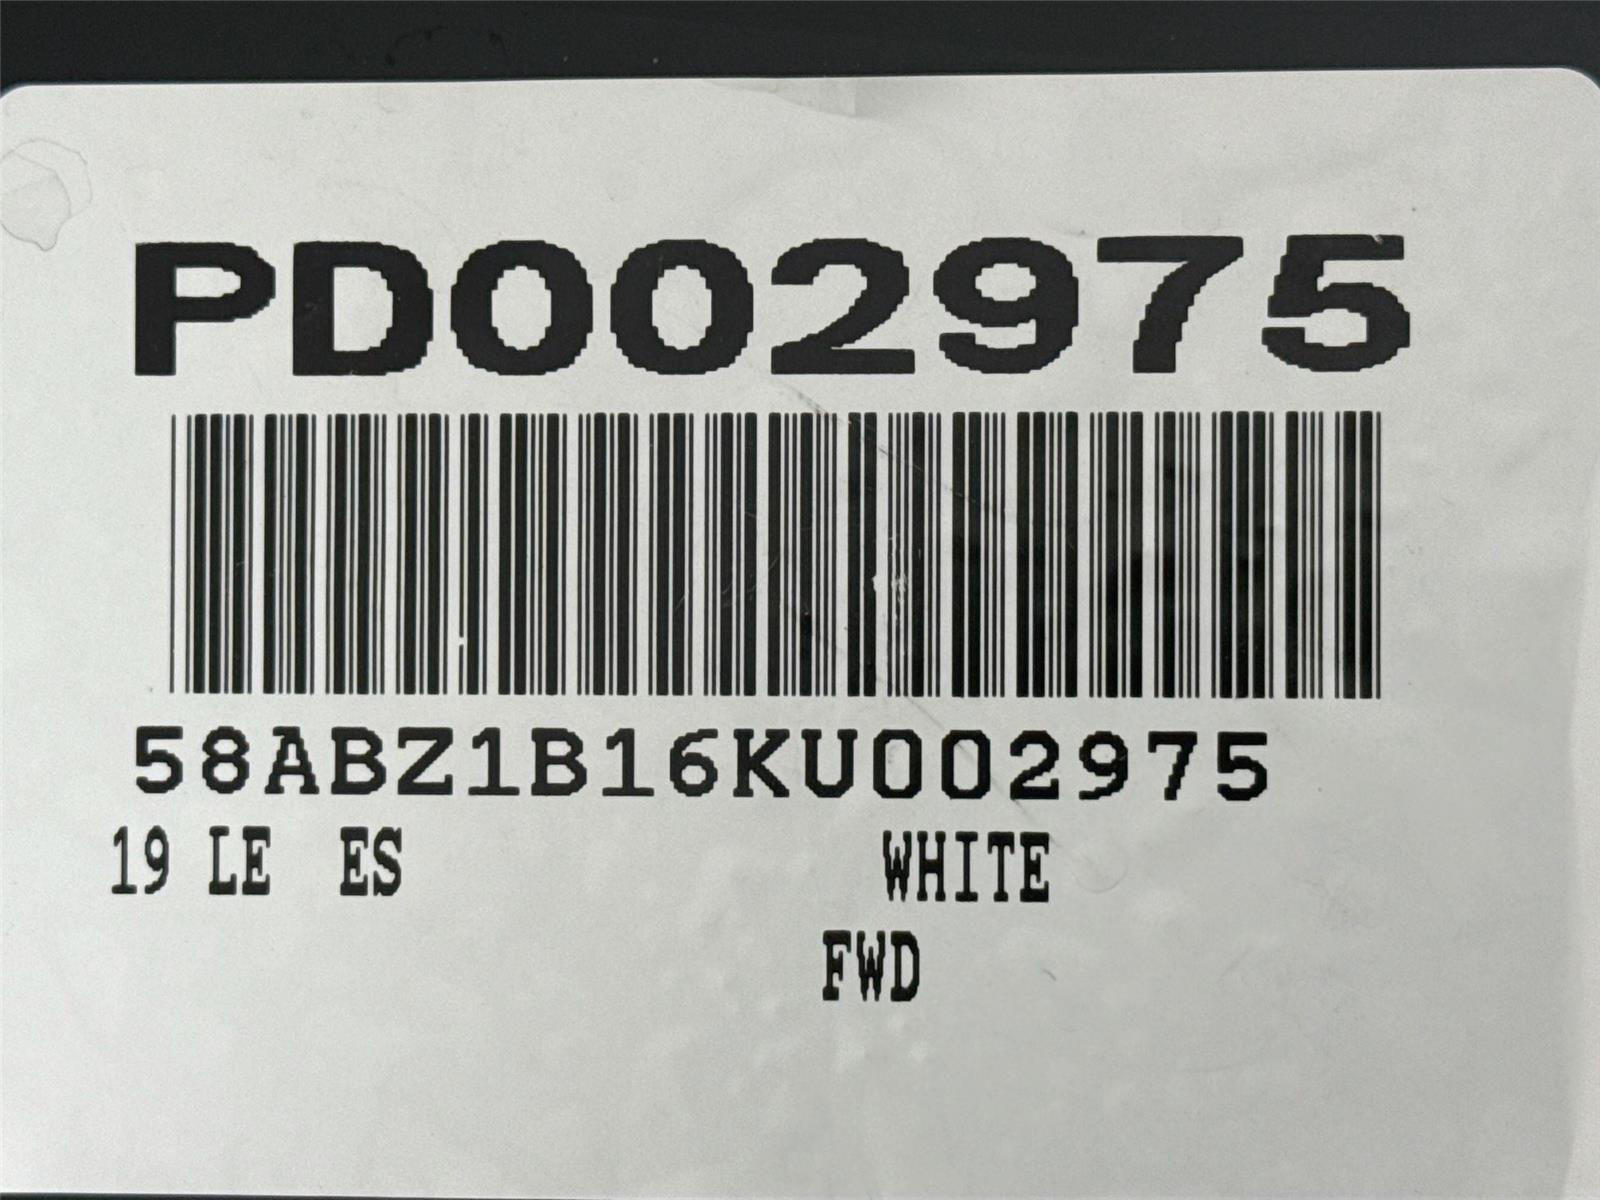 PD002975
58ABZ1B16KU002975
19 LE ES WHITE
FWD